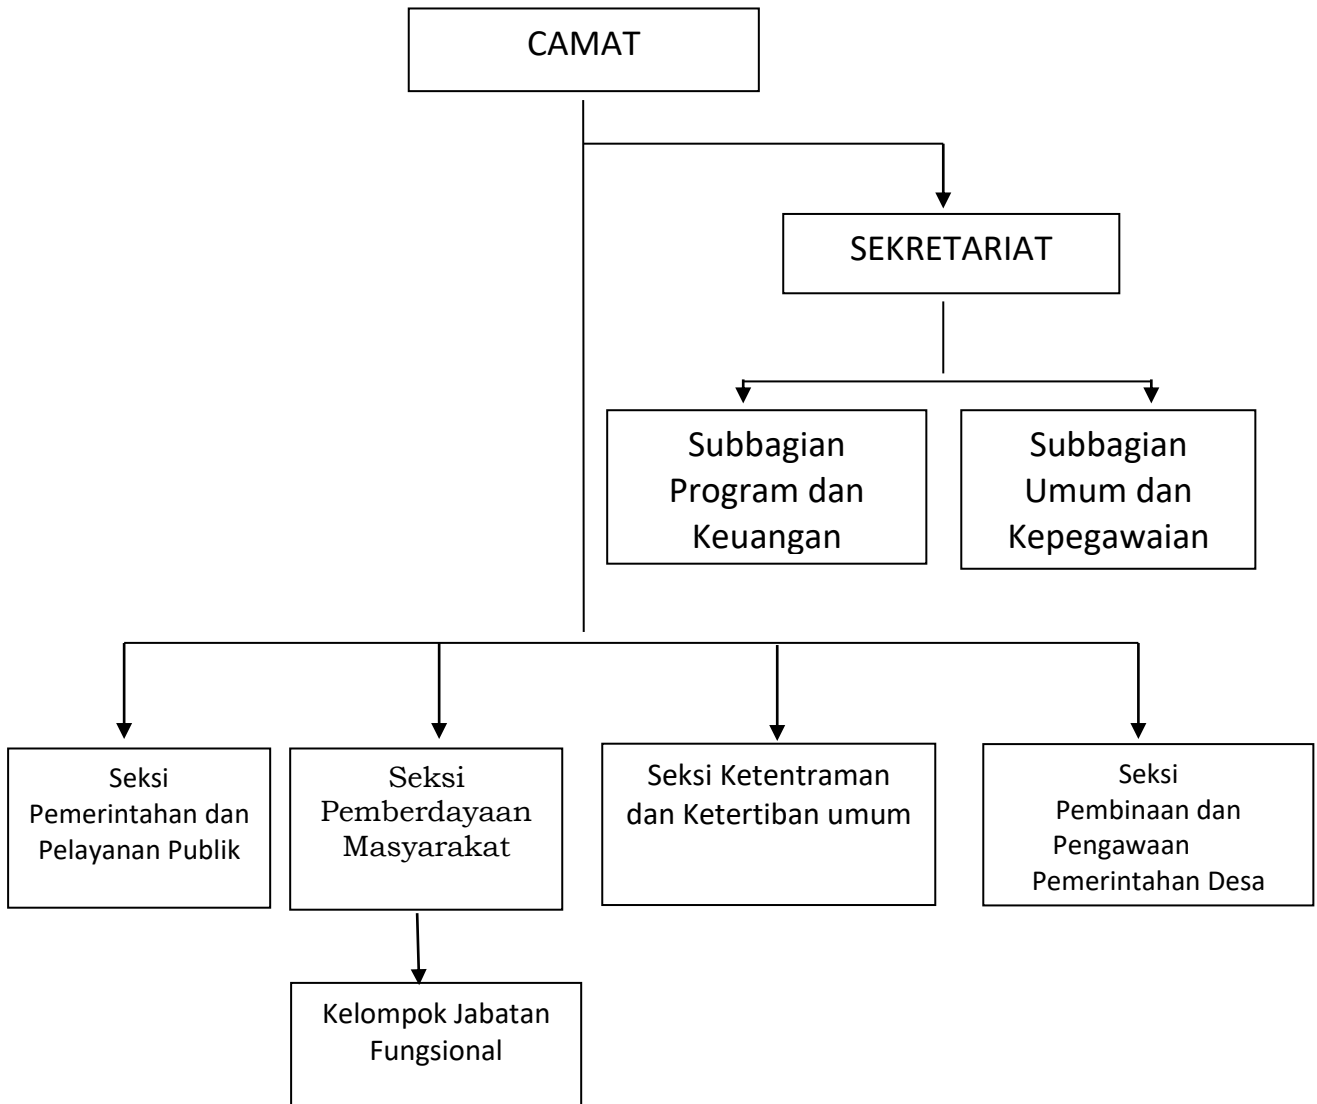 CAMAT
SEKRETARIAT
Subbagian
Program dan
Keuangan
Subbagian
Umum dan
Kepegawaian
Seksi
Pemerintahan dan
Pelayanan Publik
Seksi
Pemberdayaan
Masyarakat
Seksi Ketentraman
dan Ketertiban umum
Seksi
Pembinaan dan
Pengawaan
Pemerintahan Desa
Kelompok Jabatan
Fungsional